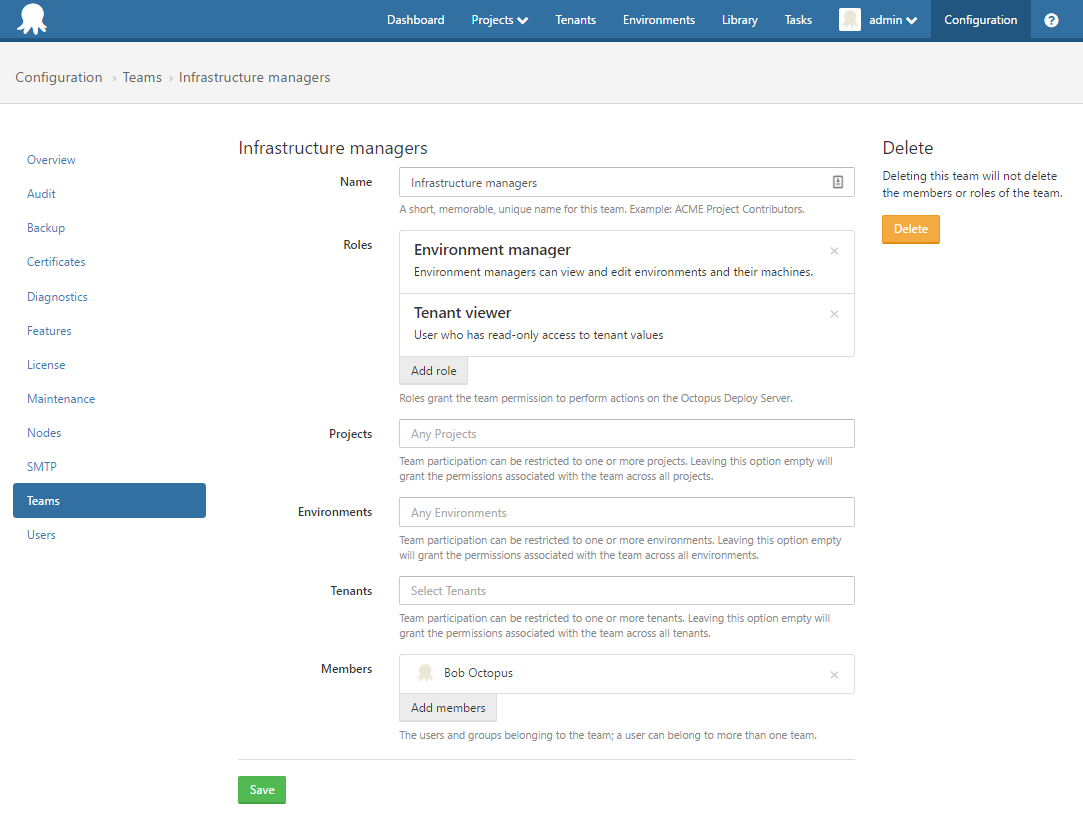 Dashboard Projects Tenants Environments Library Tasks admin Configuration ?
Configuration › Teams › Infrastructure managers
Overview
Audit
Backup
Certificates
Diagnostics
Features
License
Maintenance
Nodes
SMTP
Teams
Users
Infrastructure managers
Name
Infrastructure managers
A short, memorable, unique name for this team. Example: ACME Project Contributors.
Roles
Environment manager ×
Environment managers can view and edit environments and their machines.
Tenant viewer ×
User who has read-only access to tenant values
Add role
Roles grant the team permission to perform actions on the Octopus Deploy Server.
Projects
Any Projects
Team participation can be restricted to one or more projects. Leaving this option empty will
grant the permissions associated with the team across all projects.
Environments
Any Environments
Team participation can be restricted to one or more environments. Leaving this option empty
will grant the permissions associated with the team across all environments.
Tenants
Select Tenants
Team participation can be restricted to one or more tenants. Leaving this option empty will
grant the permissions associated with the team across all tenants.
Members
Bob Octopus ×
Add members
The users and groups belonging to the team; a user can belong to more than one team.
Save
Delete
Deleting this team will not delete
the members or roles of the team.
Delete